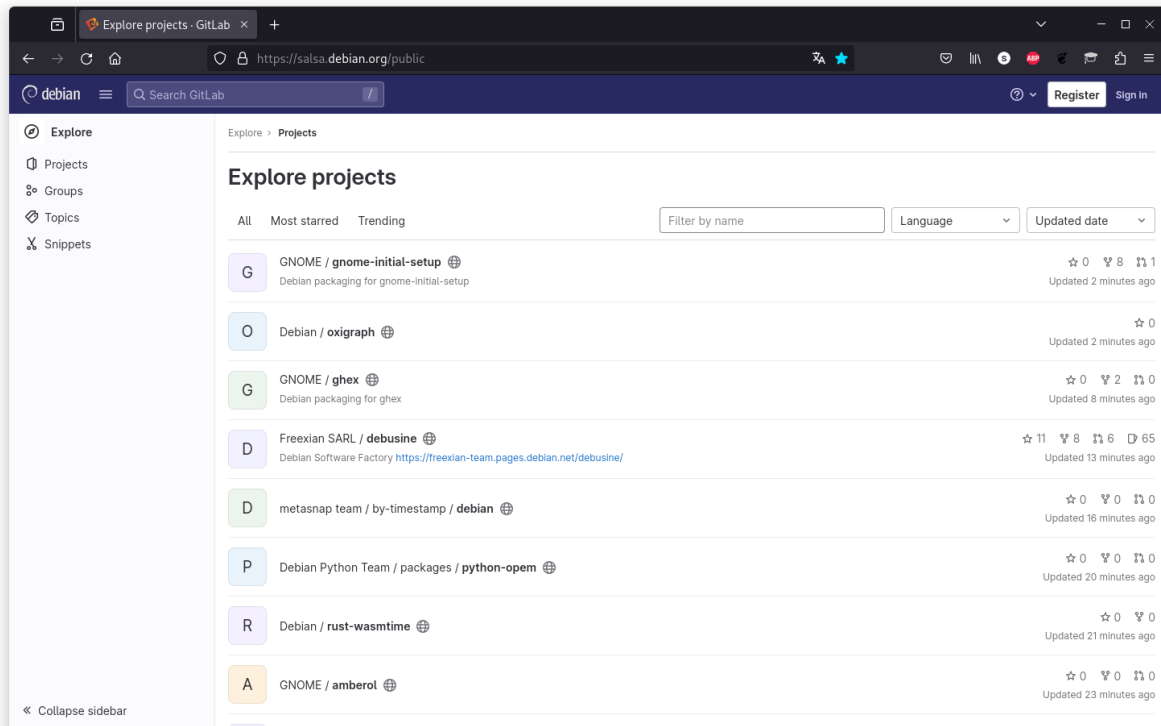 Explore projects · GitLab
https://salsa.debian.org/public
ABP
debian
Search GitLab
/
Register
Sign in
Explore
Projects
Groups
Topics
Snippets
Collapse sidebar
Explore › Projects
Explore projects
All Most starred Trending
Filter by name
Language
Updated date
G
GNOME / gnome-initial-setup
0 8 1
Debian packaging for gnome-initial-setup
Updated 2 minutes ago
O
Debian / oxigraph
0
Updated 2 minutes ago
G
GNOME / ghex
0 2 0
Debian packaging for ghex
Updated 8 minutes ago
D
Freexian SARL / debusine
11 8 6 65
Debian Software Factory https://freexian-team.pages.debian.net/debusine/
Updated 13 minutes ago
D
metasnap team / by-timestamp / debian
0 0 0
Updated 16 minutes ago
P
Debian Python Team / packages / python-opem
0 0 0
Updated 20 minutes ago
R
Debian / rust-wasmtime
0 0
Updated 21 minutes ago
A
GNOME / amberol
0 0 0
Updated 23 minutes ago